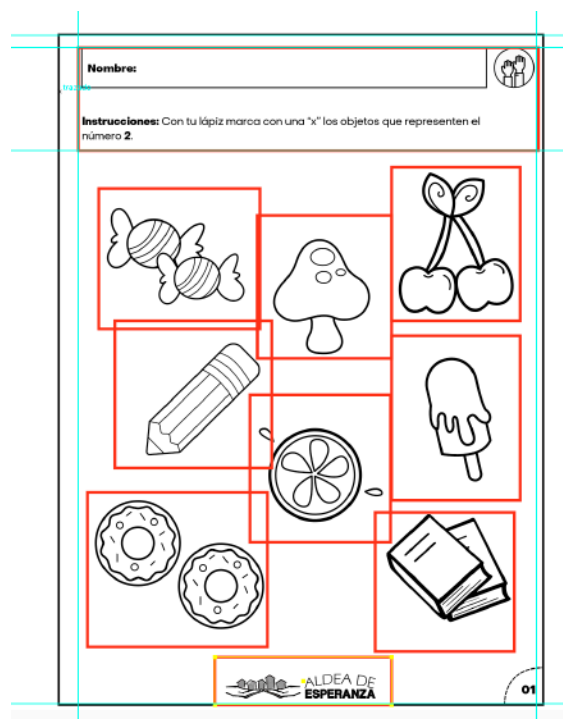 Nombre:
Instrucciones: Con tu lápiz marca con una "x" los objetos que representen el
número 2.
ALDEA DE
ESPERANZA
01